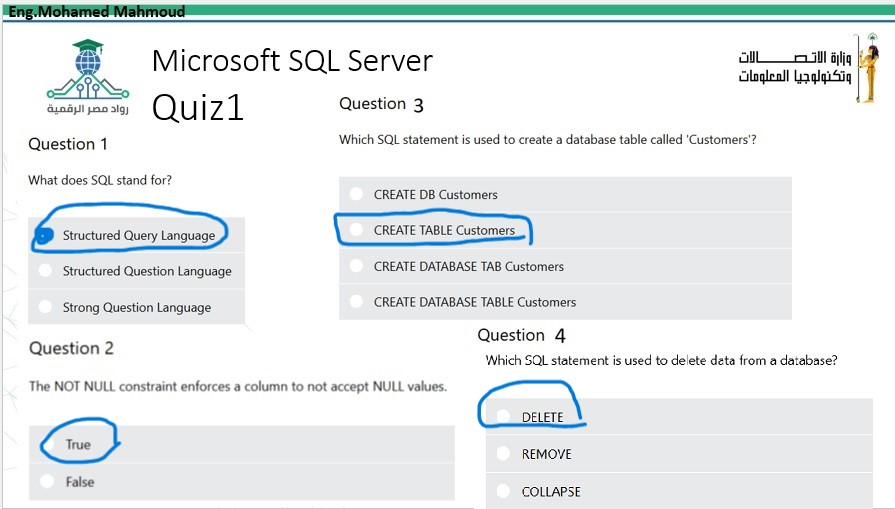 Eng.Mohamed Mahmoud
رواد مصر الرقمية
Microsoft SQL Server
Quiz1
وزارة الاتـصـــــالات
وتكنولوجيا المعلومات
Question 1
What does SQL stand for?
Structured Query Language
Structured Question Language
Strong Question Language
Question 2
The NOT NULL constraint enforces a column to not accept NULL values.
True
False
Question 3
Which SQL statement is used to create a database table called 'Customers'?
CREATE DB Customers
CREATE TABLE Customers
CREATE DATABASE TAB Customers
CREATE DATABASE TABLE Customers
Question 4
Which SQL statement is used to delete data from a database?
DELETE
REMOVE
COLLAPSE